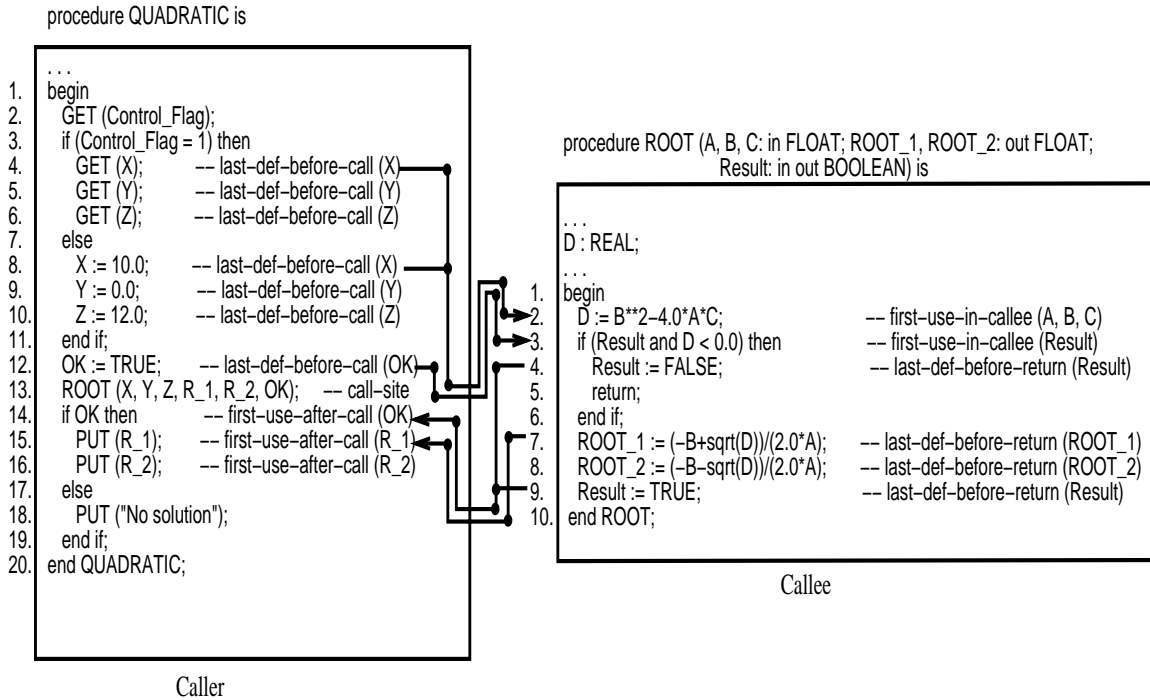 procedure QUADRATIC is
. . .
1. begin
2. GET (Control_Flag);
3. if (Control_Flag = 1) then
4. GET (X); −− last−def−before−call (X)
5. GET (Y); −− last−def−before−call (Y)
6. GET (Z); −− last−def−before−call (Z)
7. else
8. X := 10.0; −− last−def−before−call (X)
9. Y := 0.0; −− last−def−before−call (Y)
10. Z := 12.0; −− last−def−before−call (Z)
11. end if;
12. OK := TRUE; −− last−def−before−call (OK)
13. ROOT (X, Y, Z, R_1, R_2, OK); −− call−site
14. if OK then −− first−use−after−call (OK)
15. PUT (R_1); −− first−use−after−call (R_1)
16. PUT (R_2); −− first−use−after−call (R_2)
17. else
18. PUT ("No solution");
19. end if;
20. end QUADRATIC;
Caller
procedure ROOT (A, B, C: in FLOAT; ROOT_1, ROOT_2: out FLOAT;
Result: in out BOOLEAN) is
. . .
D : REAL;
. . .
1. begin
2. D := B**2−4.0*A*C; −− first−use−in−callee (A, B, C)
3. if (Result and D < 0.0) then −− first−use−in−callee (Result)
4. Result := FALSE; −− last−def−before−return (Result)
5. return;
6. end if;
7. ROOT_1 := (−B+sqrt(D))/(2.0*A); −− last−def−before−return (ROOT_1)
8. ROOT_2 := (−B−sqrt(D))/(2.0*A); −− last−def−before−return (ROOT_2)
9. Result := TRUE; −− last−def−before−return (Result)
10. end ROOT;
Callee